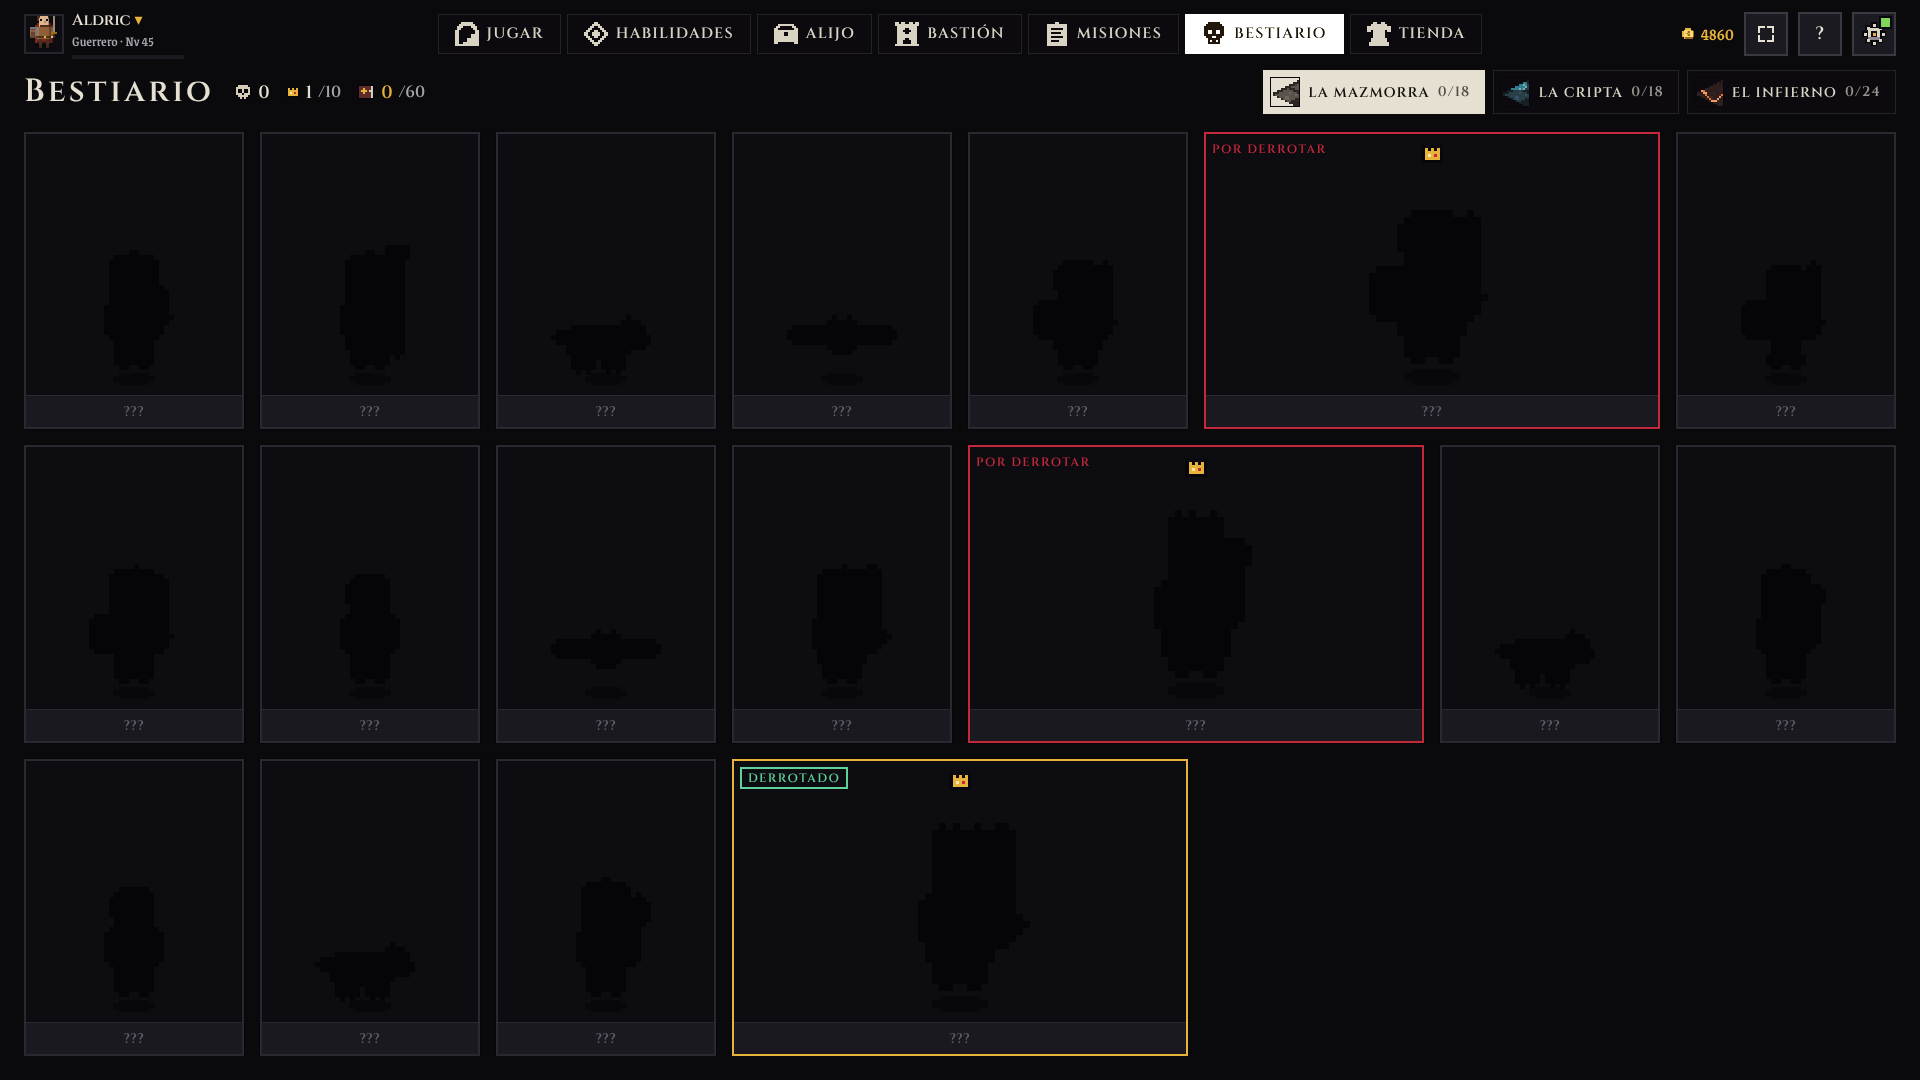 ALDRIC ▼
Guerrero · Nv 45
JUGAR
HABILIDADES
ALIJO
BASTIÓN
MISIONES
BESTIARIO
TIENDA
4860
?
BESTIARIO
0
1 /10
0 /60
LA MAZMORRA 0/18
LA CRIPTA 0/18
EL INFIERNO 0/24
POR DERROTAR
???
???
???
???
???
???
???
POR DERROTAR
???
???
???
???
???
???
???
DERROTADO
???
???
???
???